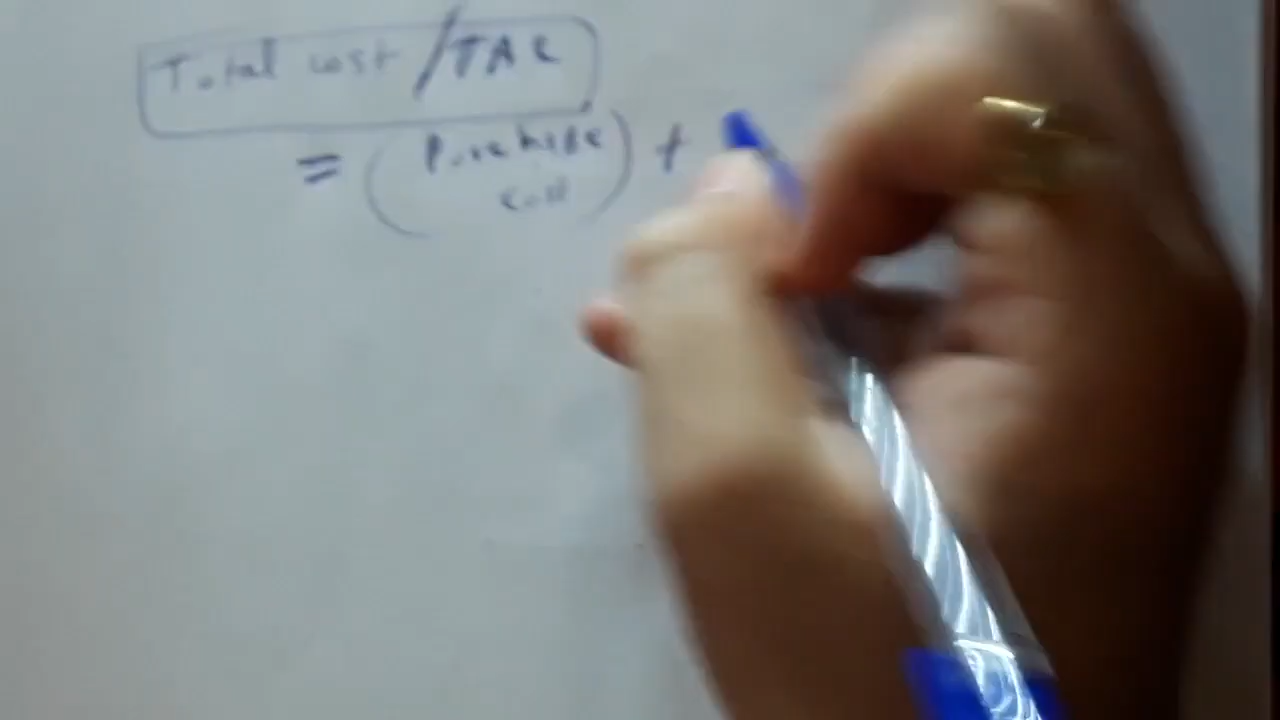 Total cost / TAC
= ( Purchase ) +
cost